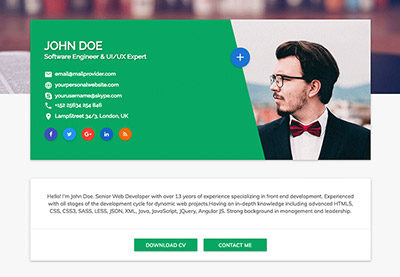 JOHN DOE
Software Engineer & UI/UX Expert
email@mailprovider.com
yourpersonalwebsite.com
yourusername@skype.com
+152 25634 254 846
LampStreet 34/3, London, UK
Hello! I'm John Doe. Senior Web Developer with over 13 years of experience specializing in front end development. Experienced
with all stages of the development cycle for dynamic web projects.Having an in-depth knowledge including advanced HTML5,
CSS, CSS3, SASS, LESS, JSON, XML, Java, JavaScript, JQuery, Angular JS. Strong background in management and leadership.
DOWNLOAD CV
CONTACT ME